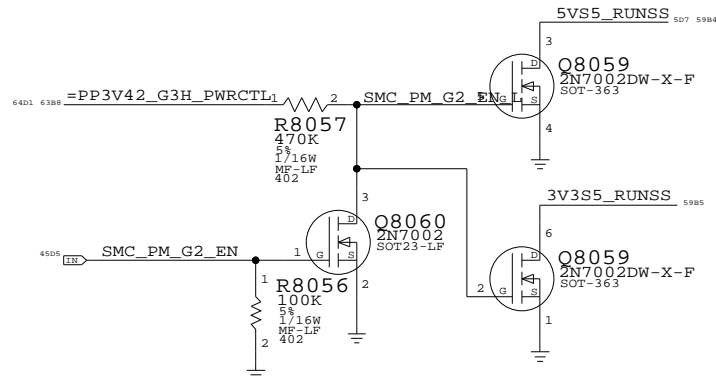 5VS5_RUNSS
5D7 59B4
3
D
Q8059
2N7002DW-X-F
SOT-363
=PP3V42_G3H_PWRCTL
64D1 63B8
1
2
SMC_PM_G2_EN_L
5
G
S
R8057
470K
5%
1/16W
MF-LF
402
4
3
3V3S5_RUNSS
59B5
D
Q8060
2N7002
SOT23-LF
6
SMC_PM_G2_EN
45D5
IN
1
G
S
D
Q8059
2N7002DW-X-F
SOT-363
1
R8056
100K
5%
1/16W
MF-LF
402
2
2
G
S
2
1